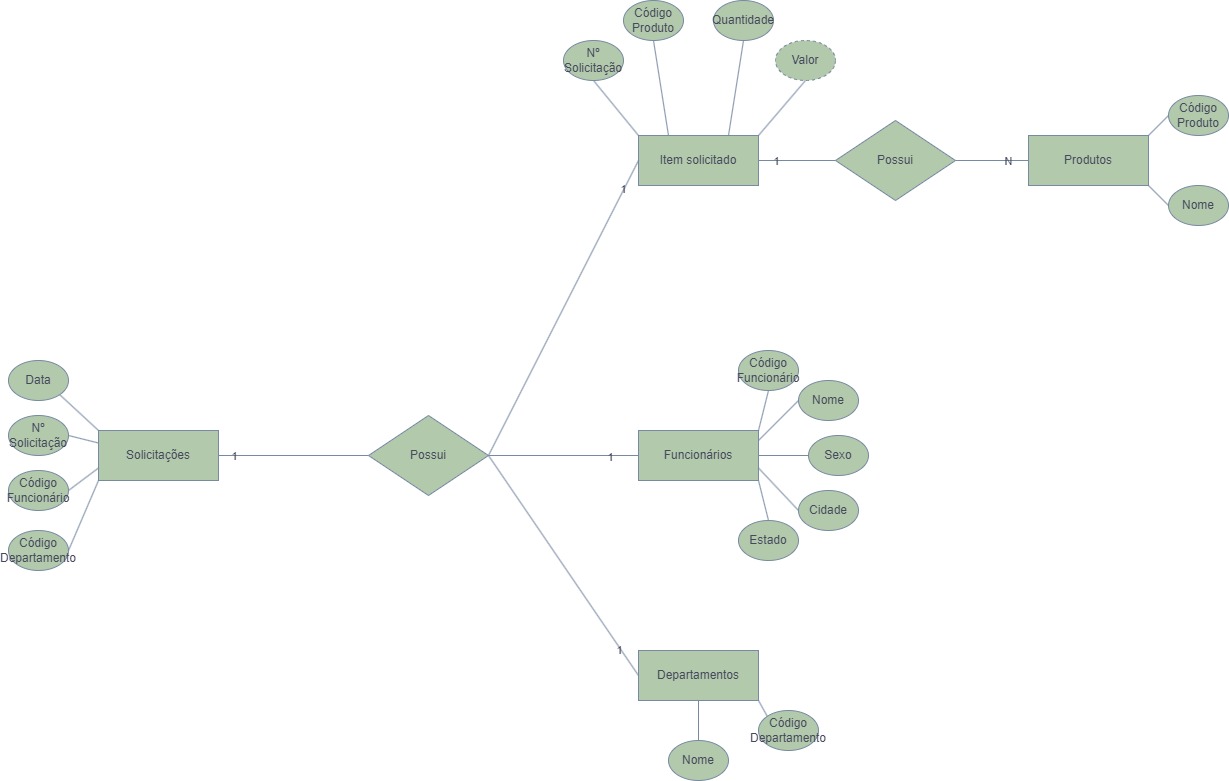 Código
Produto
Quantidade
Nº
Solicitação
Valor
Item solicitado
1
Possui
N
Produtos
Código
Produto
Nome
1
Data
Nº
Solicitação
Código
Funcionário
Código
Departamento
Solicitações
1
Possui
1
Funcionários
Código
Funcionário
Nome
Sexo
Cidade
Estado
1
Departamentos
Código
Departamento
Nome